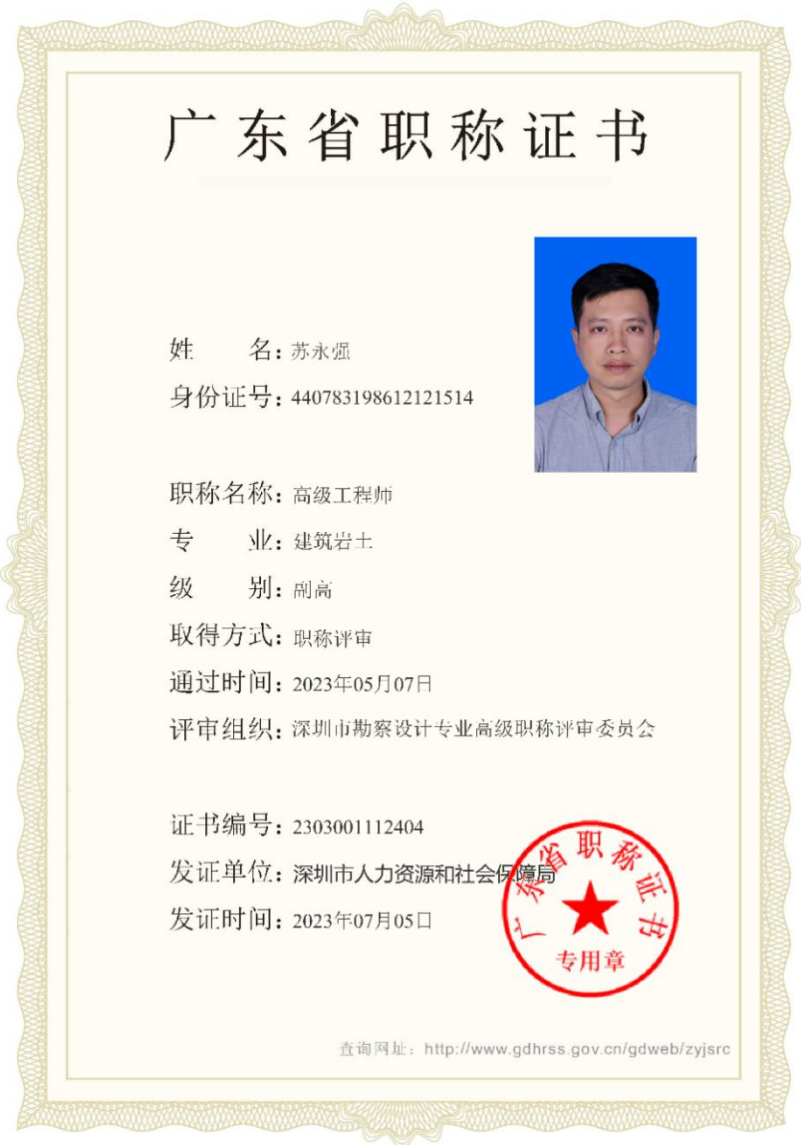 广东省职称证书
姓 名：苏永强
身份证号：440783198612121514
职称名称：高级工程师
专 业：建筑岩土
级 别：副高
取得方式：职称评审
通过时间：2023年05月07日
评审组织：深圳市勘察设计专业高级职称评审委员会
证书编号：2303001112404
发证单位：深圳市人力资源和社会保障局
发证时间：2023年07月05日
广东省职称证书
专用章
查询网址：http://www.gdhrss.gov.cn/gdweb/zyjsrc